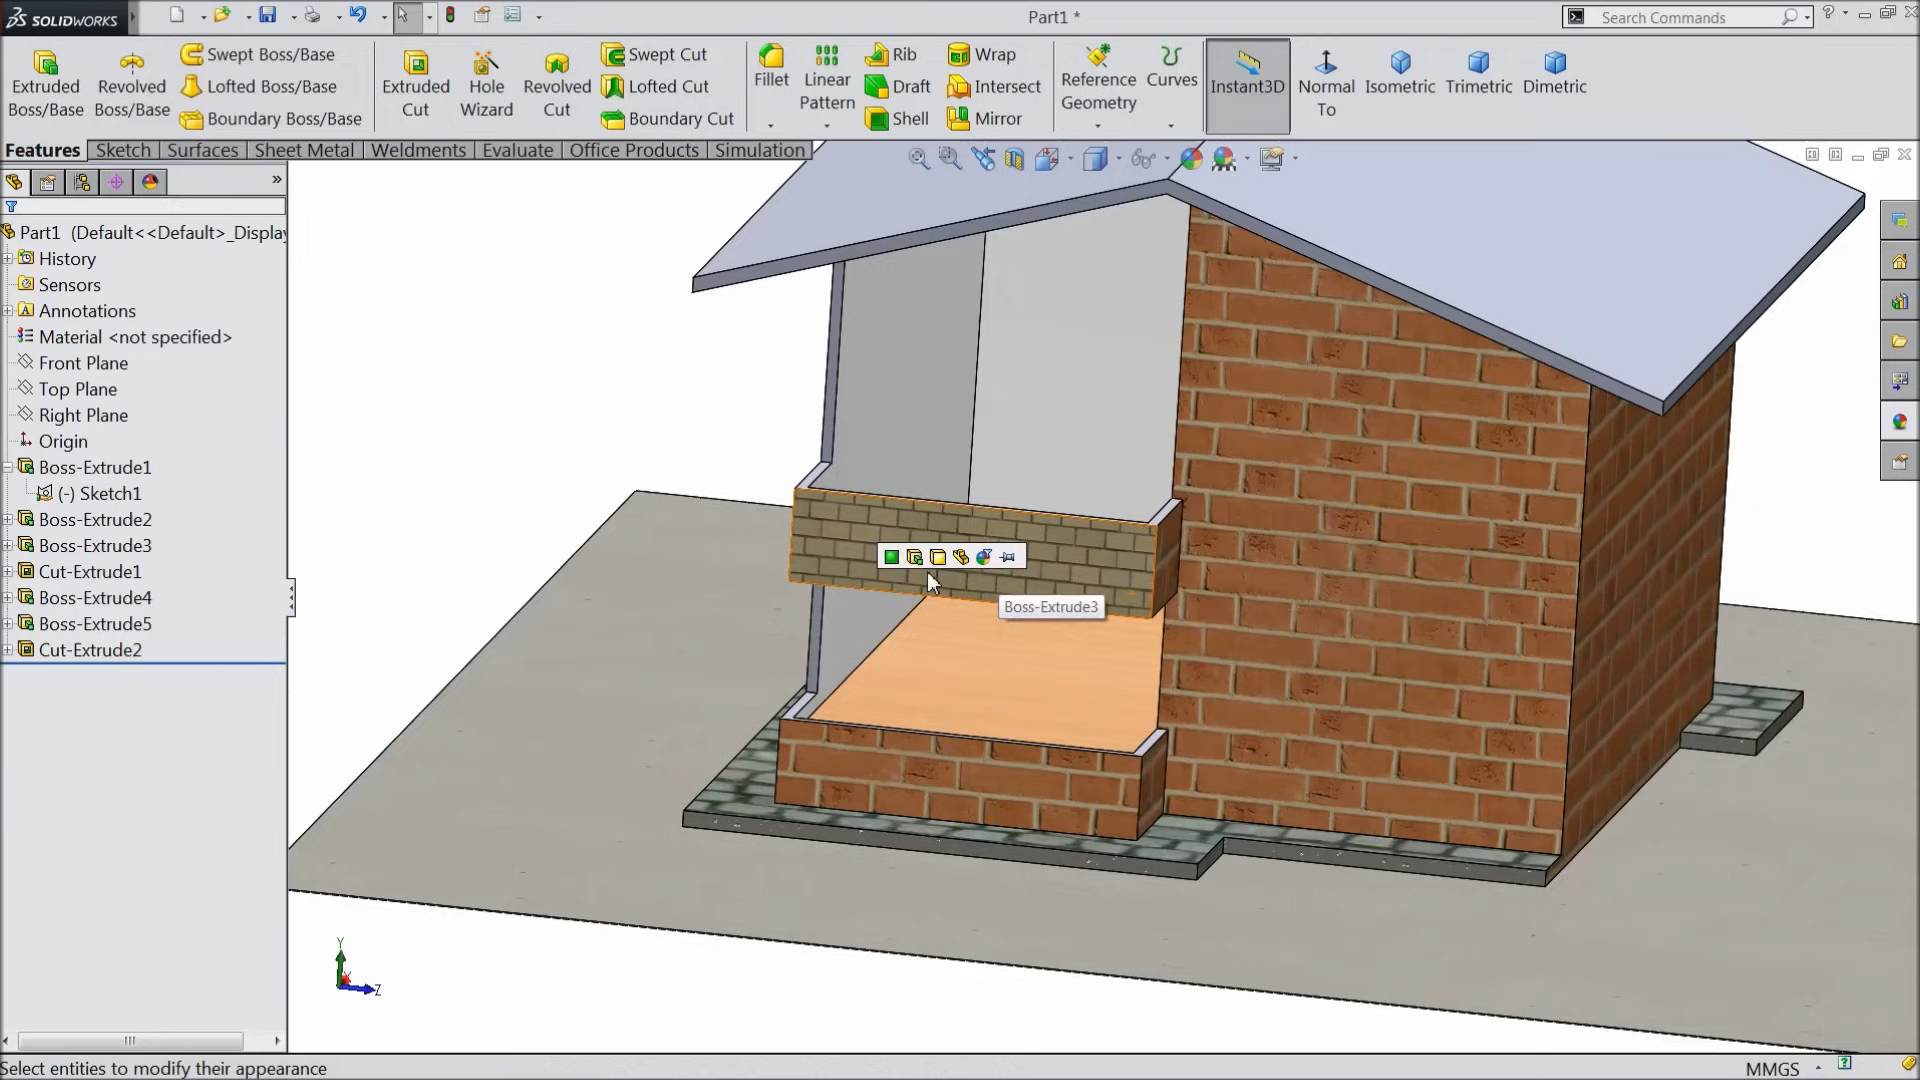 SOLIDWORKS
Part1 *
Search Commands
Extruded Boss/Base
Revolved Boss/Base
Swept Boss/Base
Lofted Boss/Base
Boundary Boss/Base
Extruded Cut
Hole Wizard
Revolved Cut
Swept Cut
Lofted Cut
Boundary Cut
Fillet
Linear Pattern
Rib
Draft
Shell
Wrap
Intersect
Mirror
Reference Geometry
Curves
Instant3D
Normal To
Isometric
Trimetric
Dimetric
Features
Sketch
Surfaces
Sheet Metal
Weldments
Evaluate
Office Products
Simulation
Part1 (Default<<Default>_Display
History
Sensors
Annotations
Material <not specified>
Front Plane
Top Plane
Right Plane
Origin
Boss-Extrude1
(-) Sketch1
Boss-Extrude2
Boss-Extrude3
Cut-Extrude1
Boss-Extrude4
Boss-Extrude5
Cut-Extrude2
Boss-Extrude3
Y
Z
Select entities to modify their appearance
MMGS